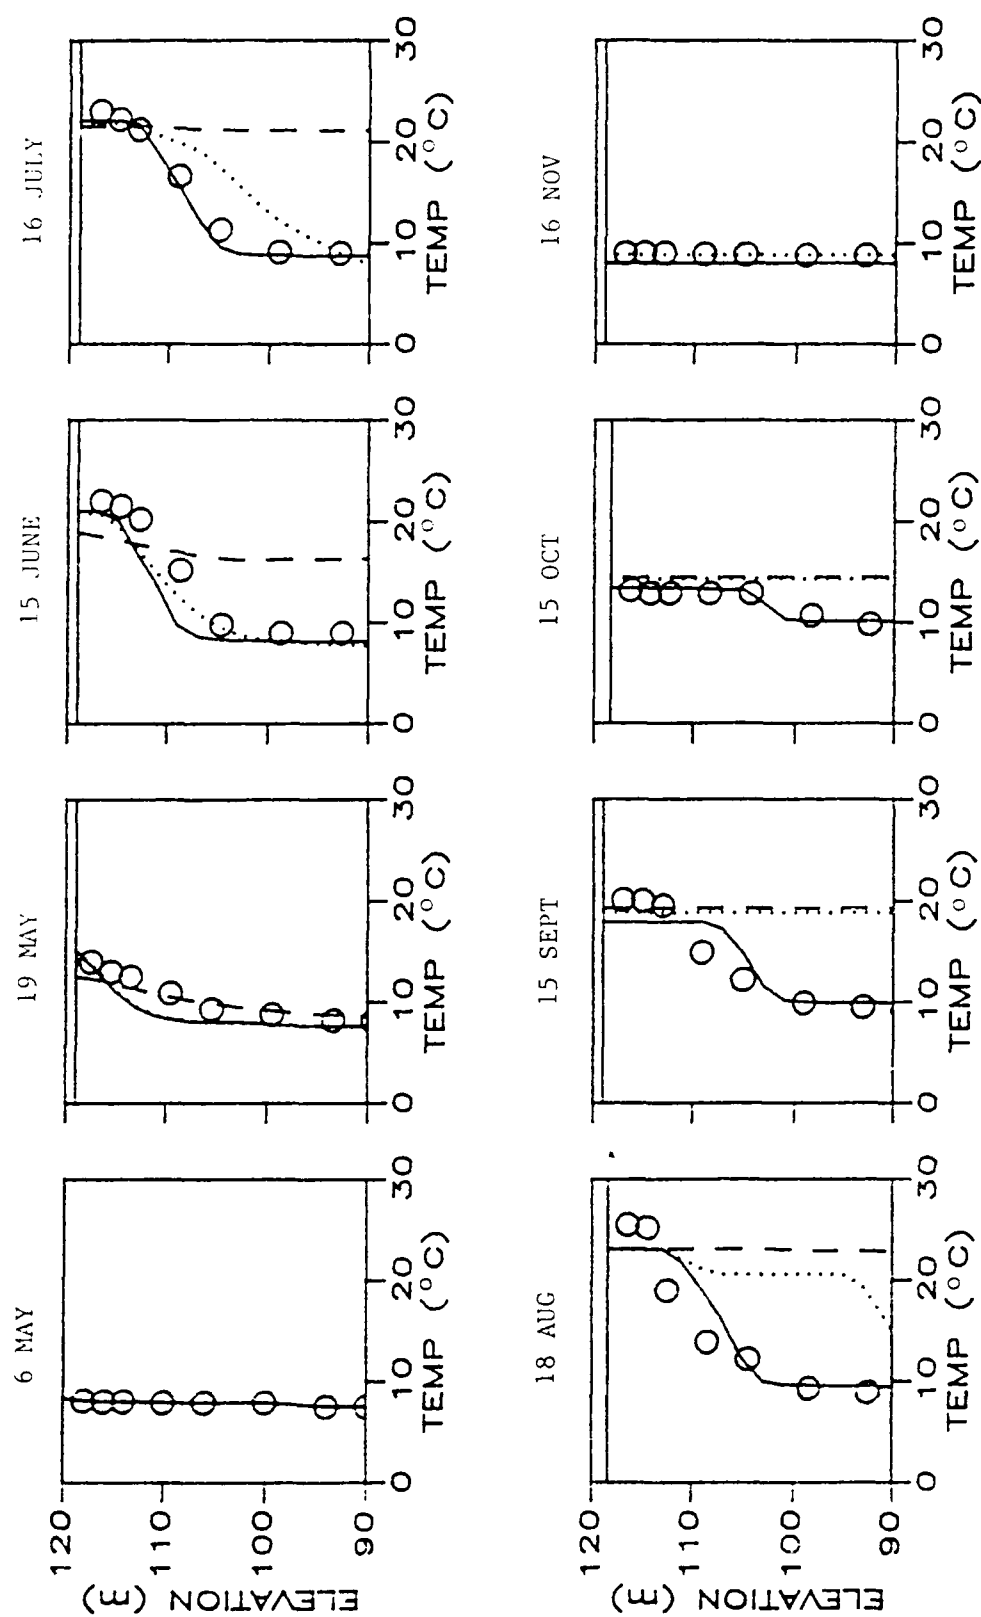 6 MAY
19 MAY
15 JUNE
16 JULY
ELEVATION (m)
120
110
100
90
0 10 20 30
TEMP (°C)
0 10 20 30
TEMP (°C)
0 10 20 30
TEMP (°C)
0 10 20 30
TEMP (°C)
18 AUG
15 SEPT
15 OCT
16 NOV
ELEVATION (m)
120
110
100
90
0 10 20 30
TEMP (°C)
0 10 20 30
TEMP (°C)
0 10 20 30
TEMP (°C)
0 10 20 30
TEMP (°C)